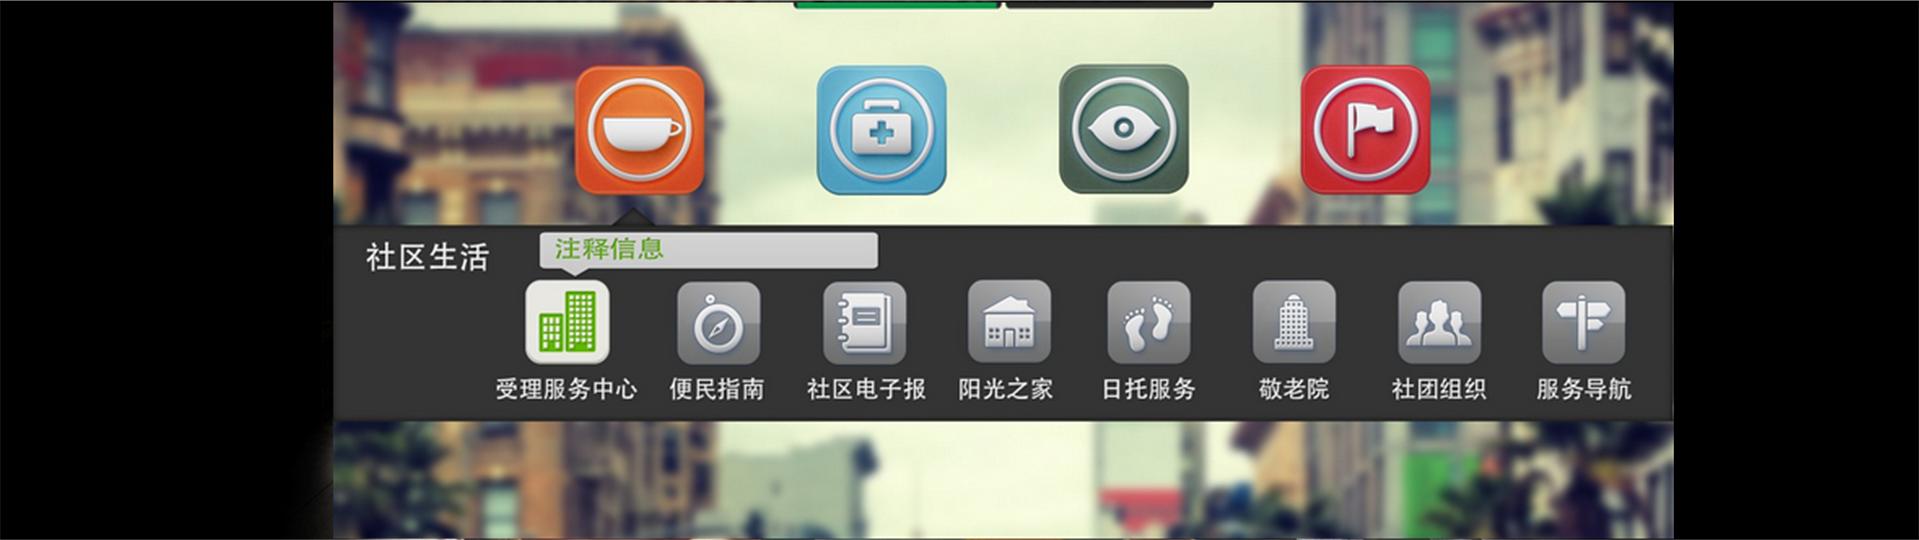 社区生活
注释信息
受理服务中心
便民指南
社区电子报
阳光之家
日托服务
敬老院
社团组织
服务导航